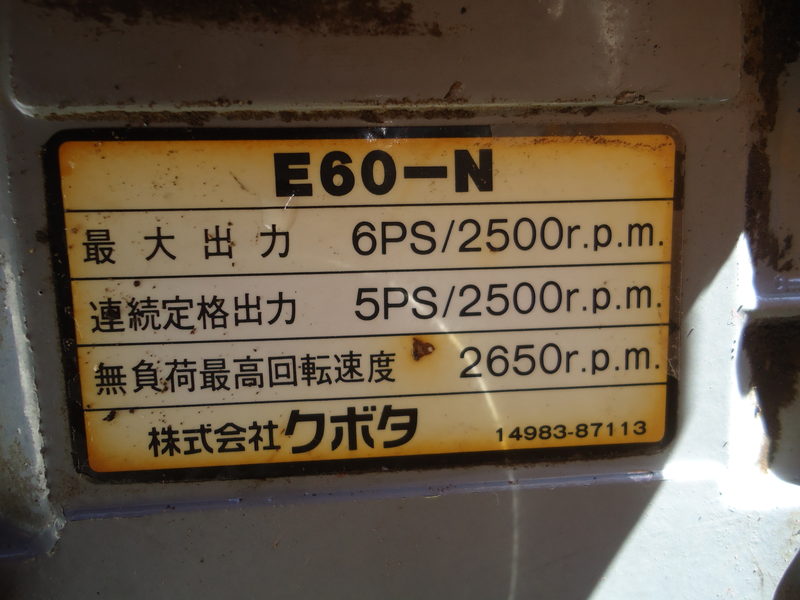 E60-N
最大出力 6PS/2500r.p.m.
連続定格出力 5PS/2500r.p.m.
無負荷最高回転速度 2650r.p.m.
株式会社クボタ 14983-87113